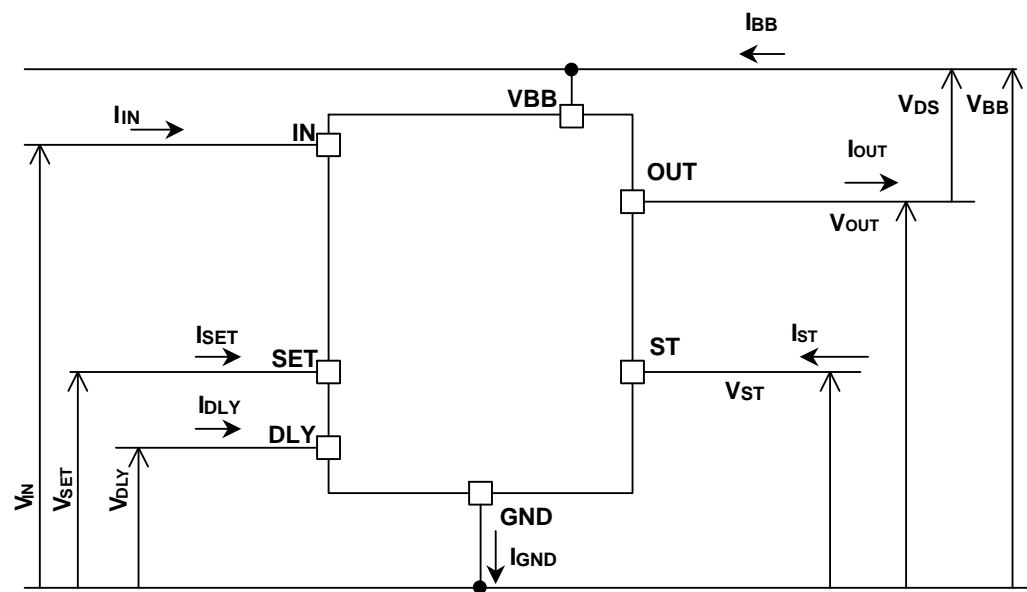 IBB
VBB
VDS
VBB
IIN
IN
IOUT
OUT
VOUT
ISET
SET
IST
ST
VST
IDLY
DLY
VIN
VSET
VDLY
GND
IGND